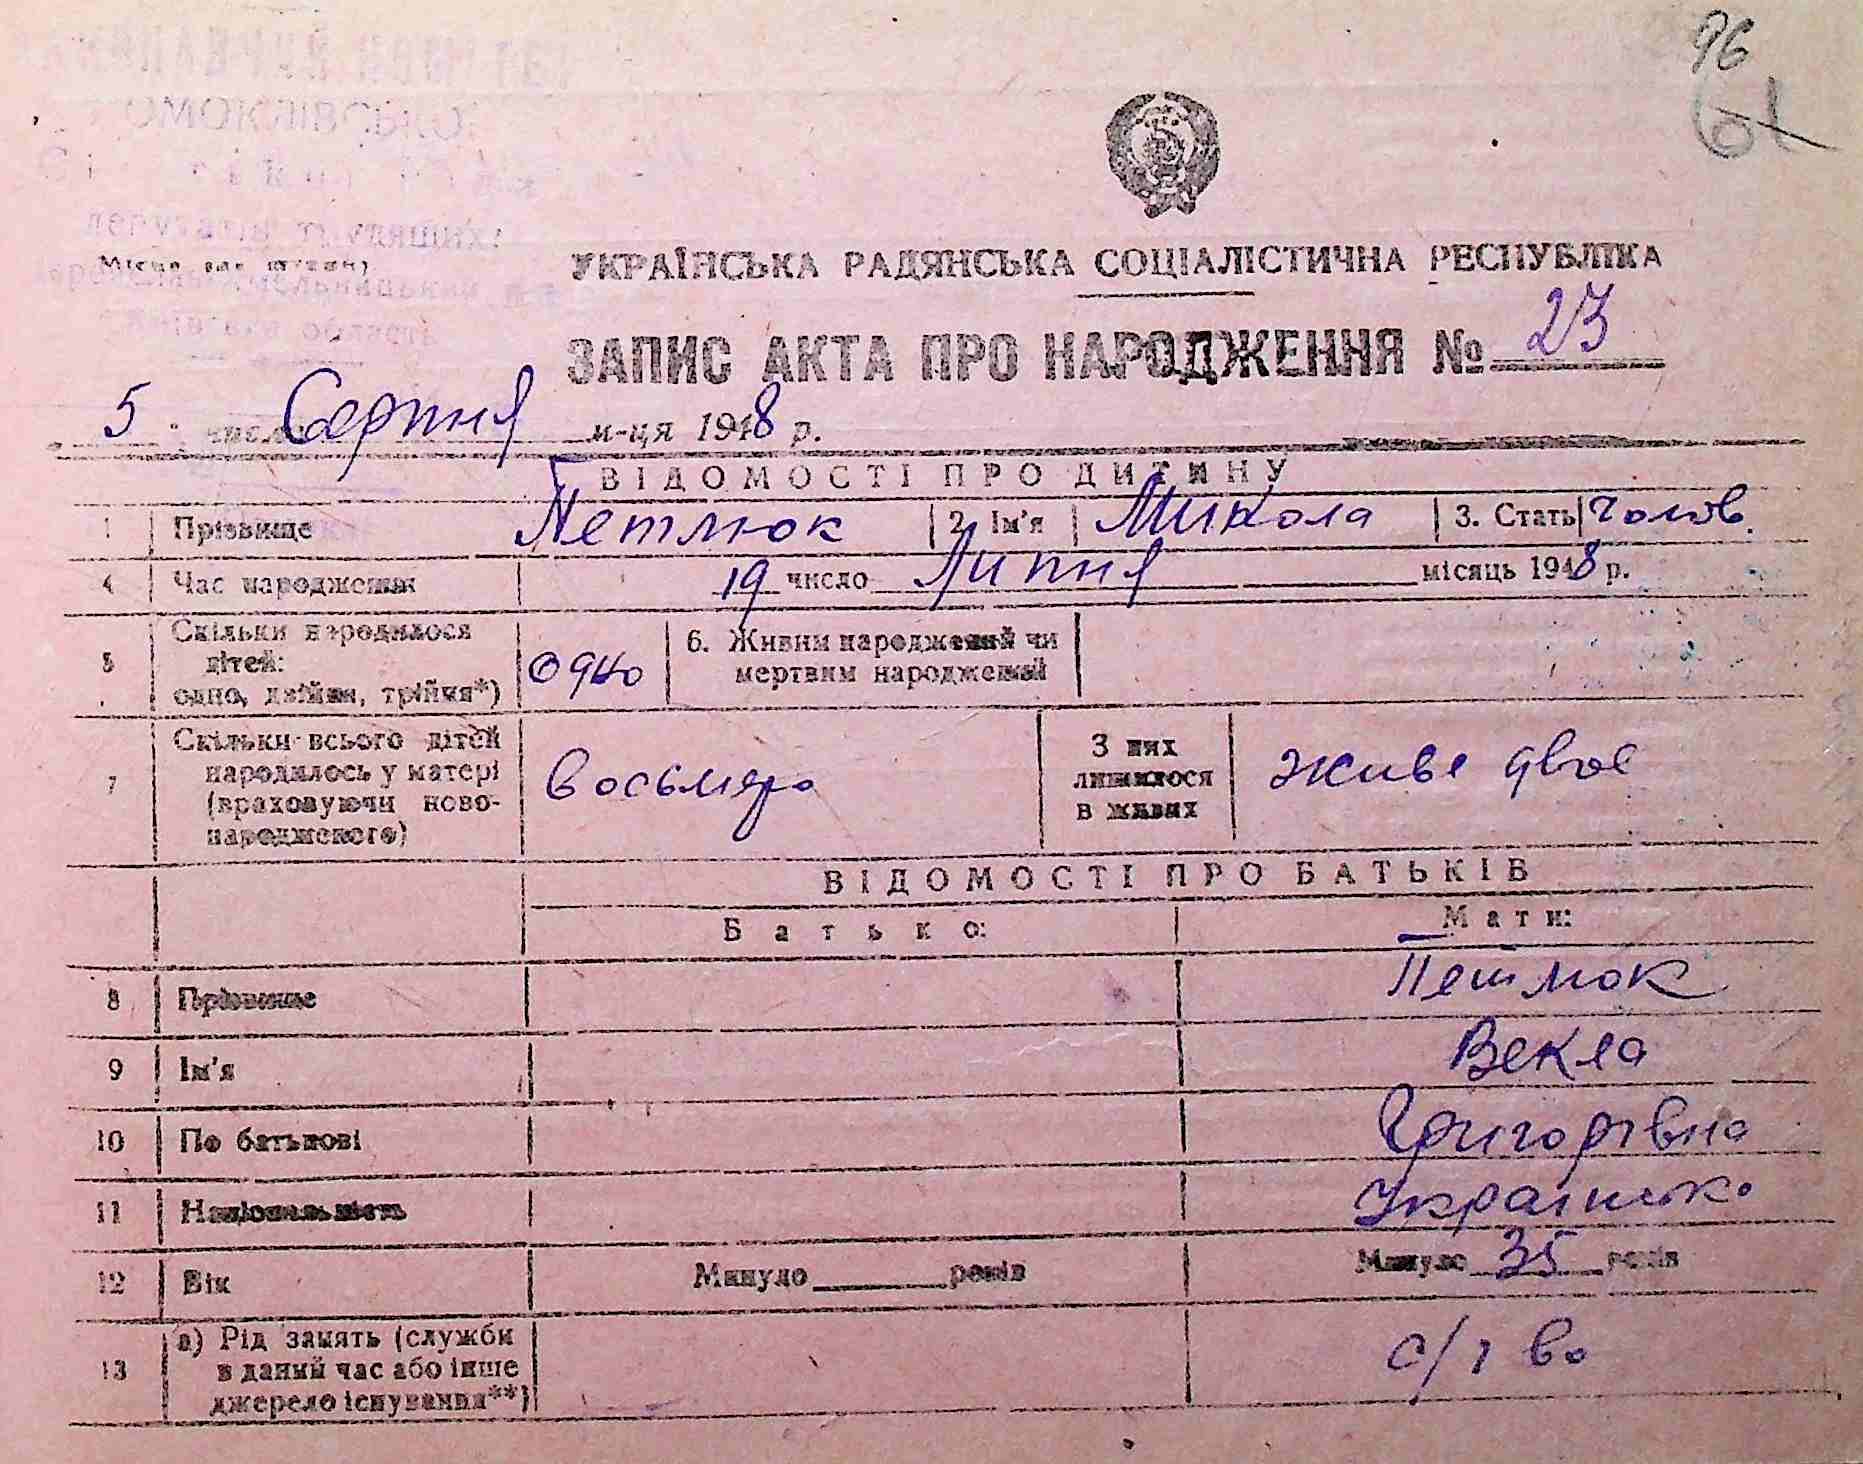 96
61
Місце для штампу
УКРАЇНСЬКА РАДЯНСЬКА СОЦІАЛІСТИЧНА РЕСПУБЛІКА
ЗАПИС АКТА ПРО НАРОДЖЕННЯ № 23
„ 5 " число Серпня м-ця 1948 р.
ВІДОМОСТІ ПРО ДИТИНУ
1 Прізвище Петлюк 2. Ім'я Микола 3. Стать Чолов.
4 Час народження 19 число Липня місяць 1948 р.
5 Скільки народилося дітей: одно, двійня, трійня*) одно 6. Живим народжений чи мертвим народжений
7 Скільки всього дітей народилось у матері (враховуючи новонародженого) восьмеро З них лишилося в живих живе двоє
ВІДОМОСТІ ПРО БАТЬКІВ
Батько: Мати:
8 Прізвище Петлюк
9 Ім'я Векла
10 По батькові Григорівна
11 Національність Українка
12 Вік Минуло років Минуло 35 років
13 а) Рід занять (служби в даний час або інше джерело існування**) с/г во